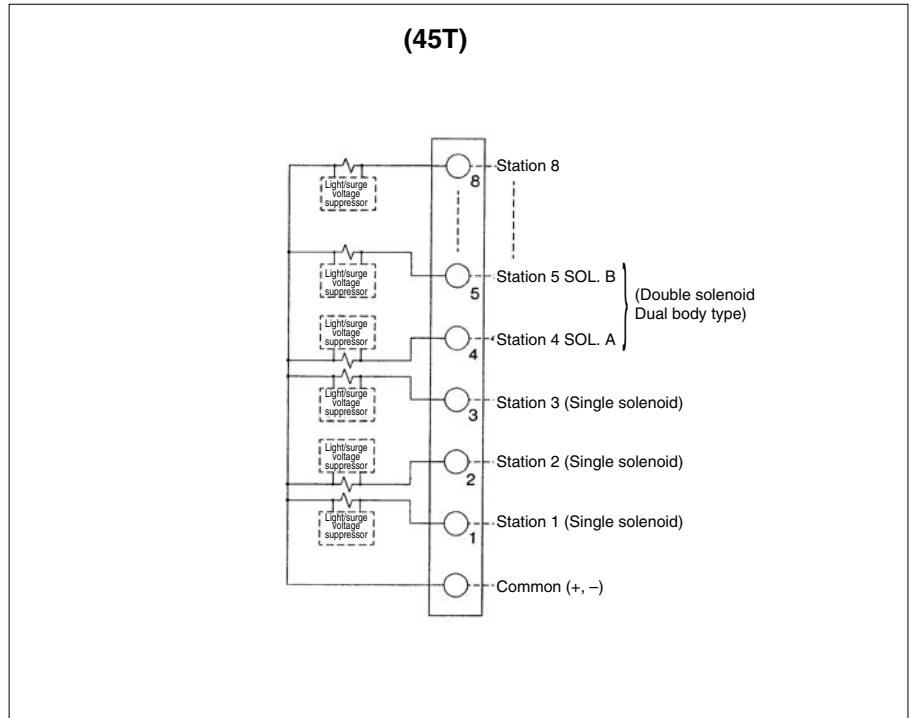 (45T)
Light/surge
voltage
suppressor
8
Station 8
Light/surge
voltage
suppressor
5
Station 5 SOL. B
(Double solenoid
Dual body type)
Light/surge
voltage
suppressor
4
Station 4 SOL. A
Light/surge
voltage
suppressor
3
Station 3 (Single solenoid)
Light/surge
voltage
suppressor
2
Station 2 (Single solenoid)
Light/surge
voltage
suppressor
1
Station 1 (Single solenoid)
Common (+, –)